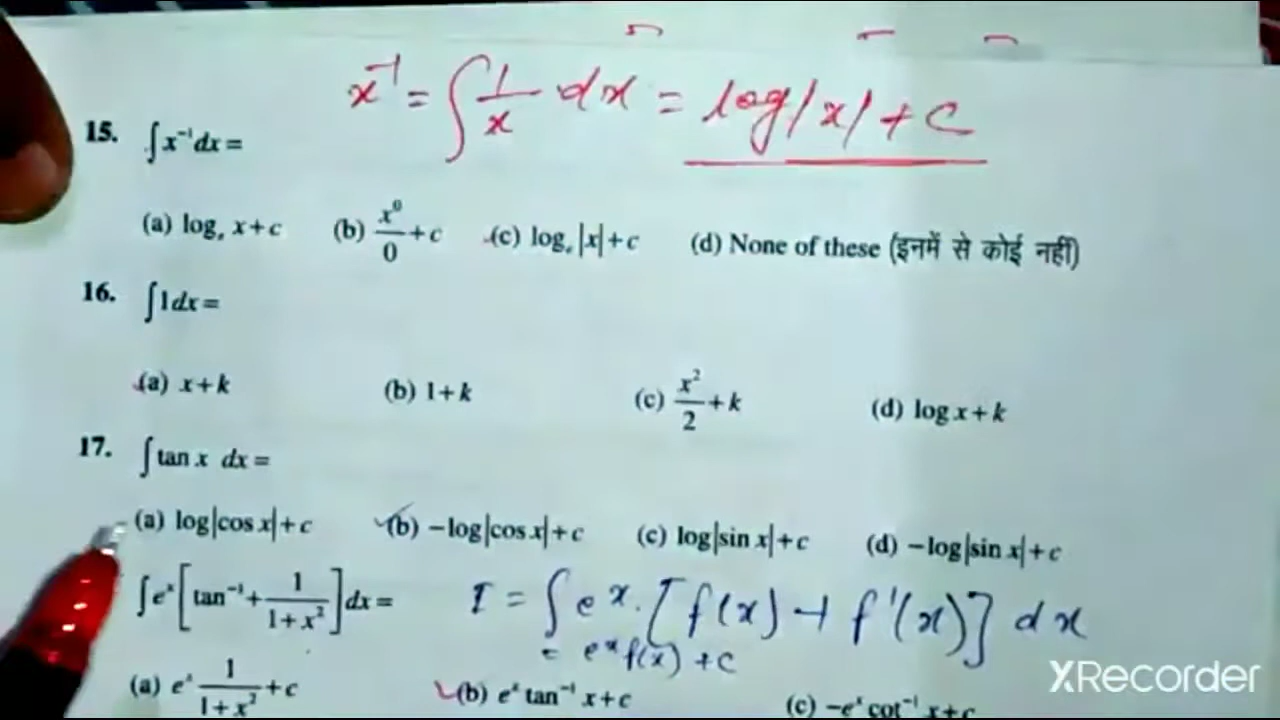 x⁻¹ = ∫ 1/x dx = log|x| + c
15. ∫x⁻¹dx =
(a) logₑ x+c (b) x⁰/0 +c (c) logₑ |x|+c (d) None of these (इनमें से कोई नहीं)
16. ∫1dx =
(a) x+k (b) 1+k (c) x²/2 +k (d) log x+k
17. ∫tan x dx =
(a) log|cos x|+c (b) −log|cos x|+c (c) log|sin x|+c (d) −log|sin x|+c
∫eˣ[tan⁻¹+ 1/1+x²]dx = I = ∫eˣ.[f(x) + f'(x)] dx
= eˣf(x) + c
(a) eˣ 1/1+x² +c (b) eˣ tan⁻¹ x+c (c) −eˣ cot⁻¹ x+c
XRecorder